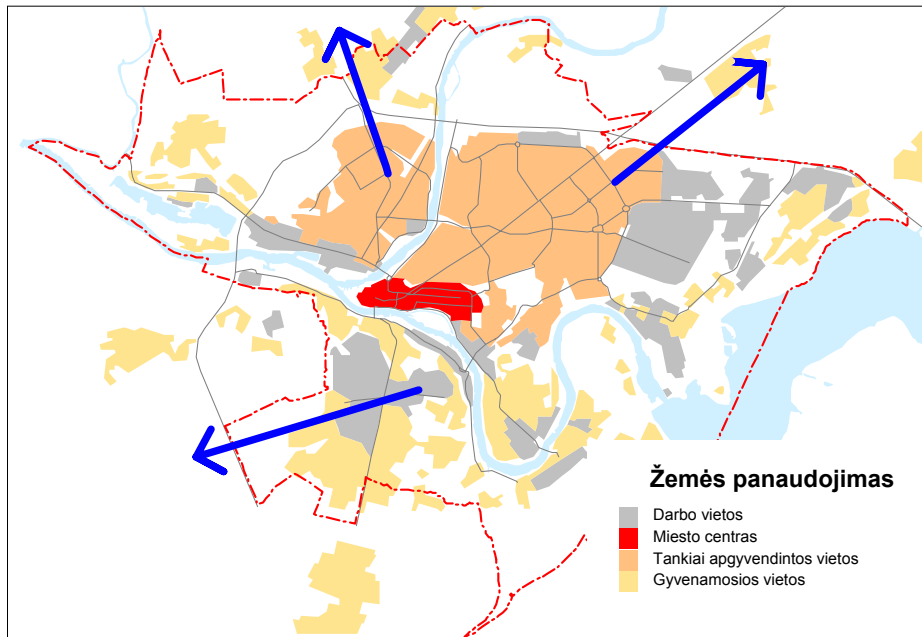 Žemės panaudojimas
Darbo vietos
Miesto centras
Tankiai apgyvendintos vietos
Gyvenamosios vietos